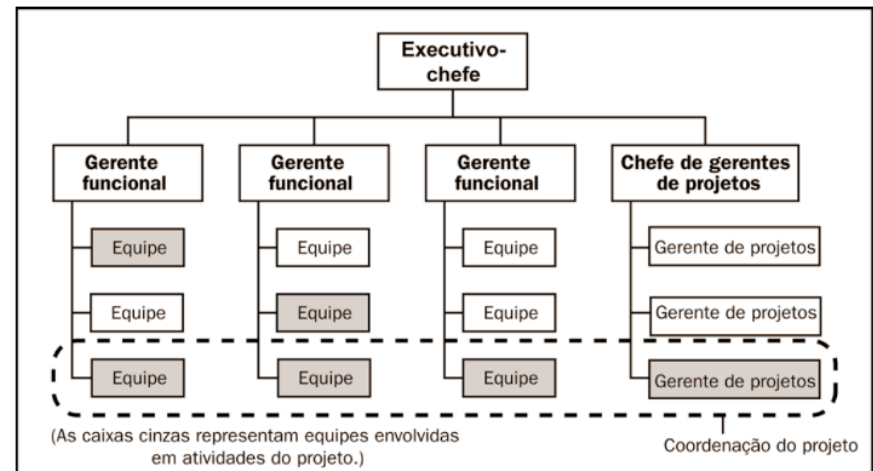 Executivo-
chefe
Gerente
funcional
Gerente
funcional
Gerente
funcional
Chefe de gerentes
de projetos
Equipe
Equipe
Equipe
Gerente de projetos
Equipe
Equipe
Equipe
Gerente de projetos
Equipe
Equipe
Equipe
Gerente de projetos
(As caixas cinzas representam equipes envolvidas
em atividades do projeto.)
Coordenação do projeto